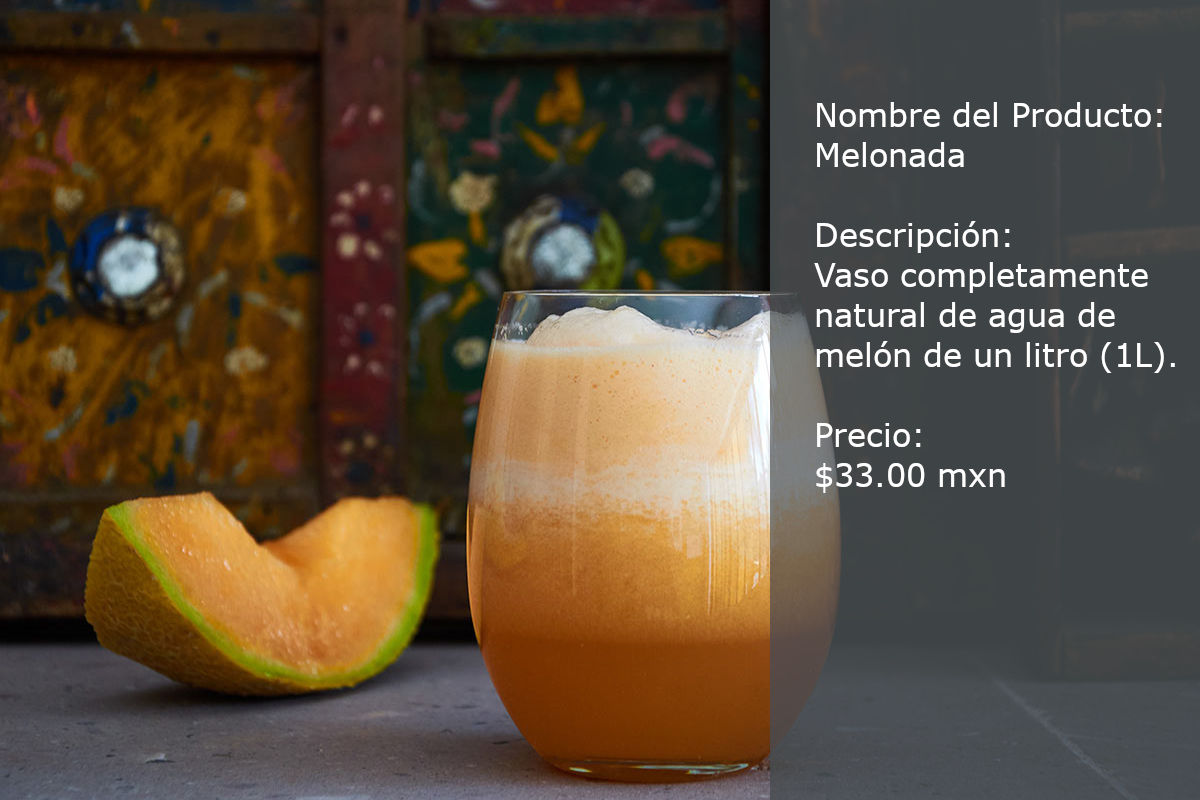 Nombre del Producto:
Melonada
Descripción:
Vaso completamente
natural de agua de
melón de un litro (1L).
Precio:
$33.00 mxn